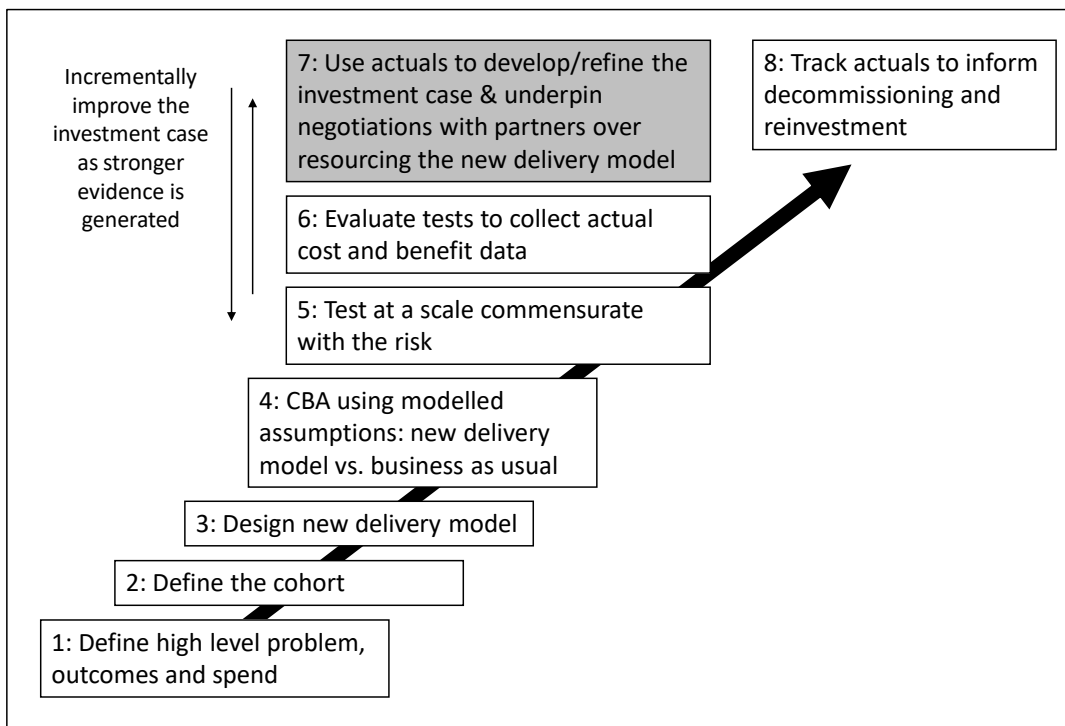 Incrementally
improve the
investment case
as stronger
evidence is
generated
7: Use actuals to develop/refine the
investment case & underpin
negotiations with partners over
resourcing the new delivery model
8: Track actuals to inform
decommissioning and
reinvestment
6: Evaluate tests to collect actual
cost and benefit data
5: Test at a scale commensurate
with the risk
4: CBA using modelled
assumptions: new delivery
model vs. business as usual
3: Design new delivery model
2: Define the cohort
1: Define high level problem,
outcomes and spend